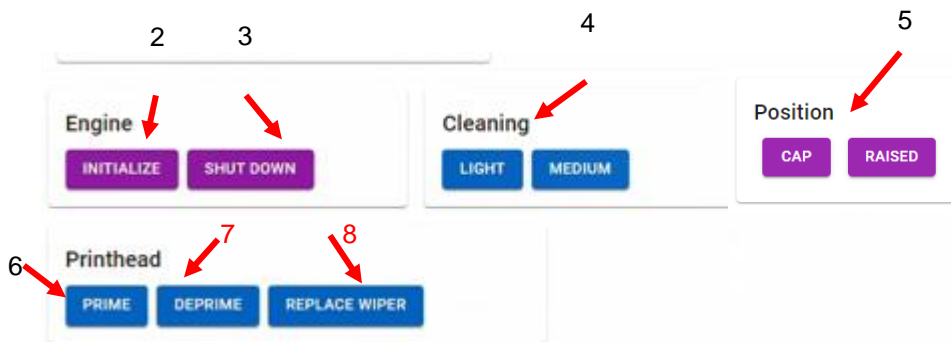 2 3 4 5
Engine Cleaning Position
INITIALIZE SHUT DOWN LIGHT MEDIUM CAP RAISED
Printhead 7 8
6 PRIME DEPRIME REPLACE WIPER